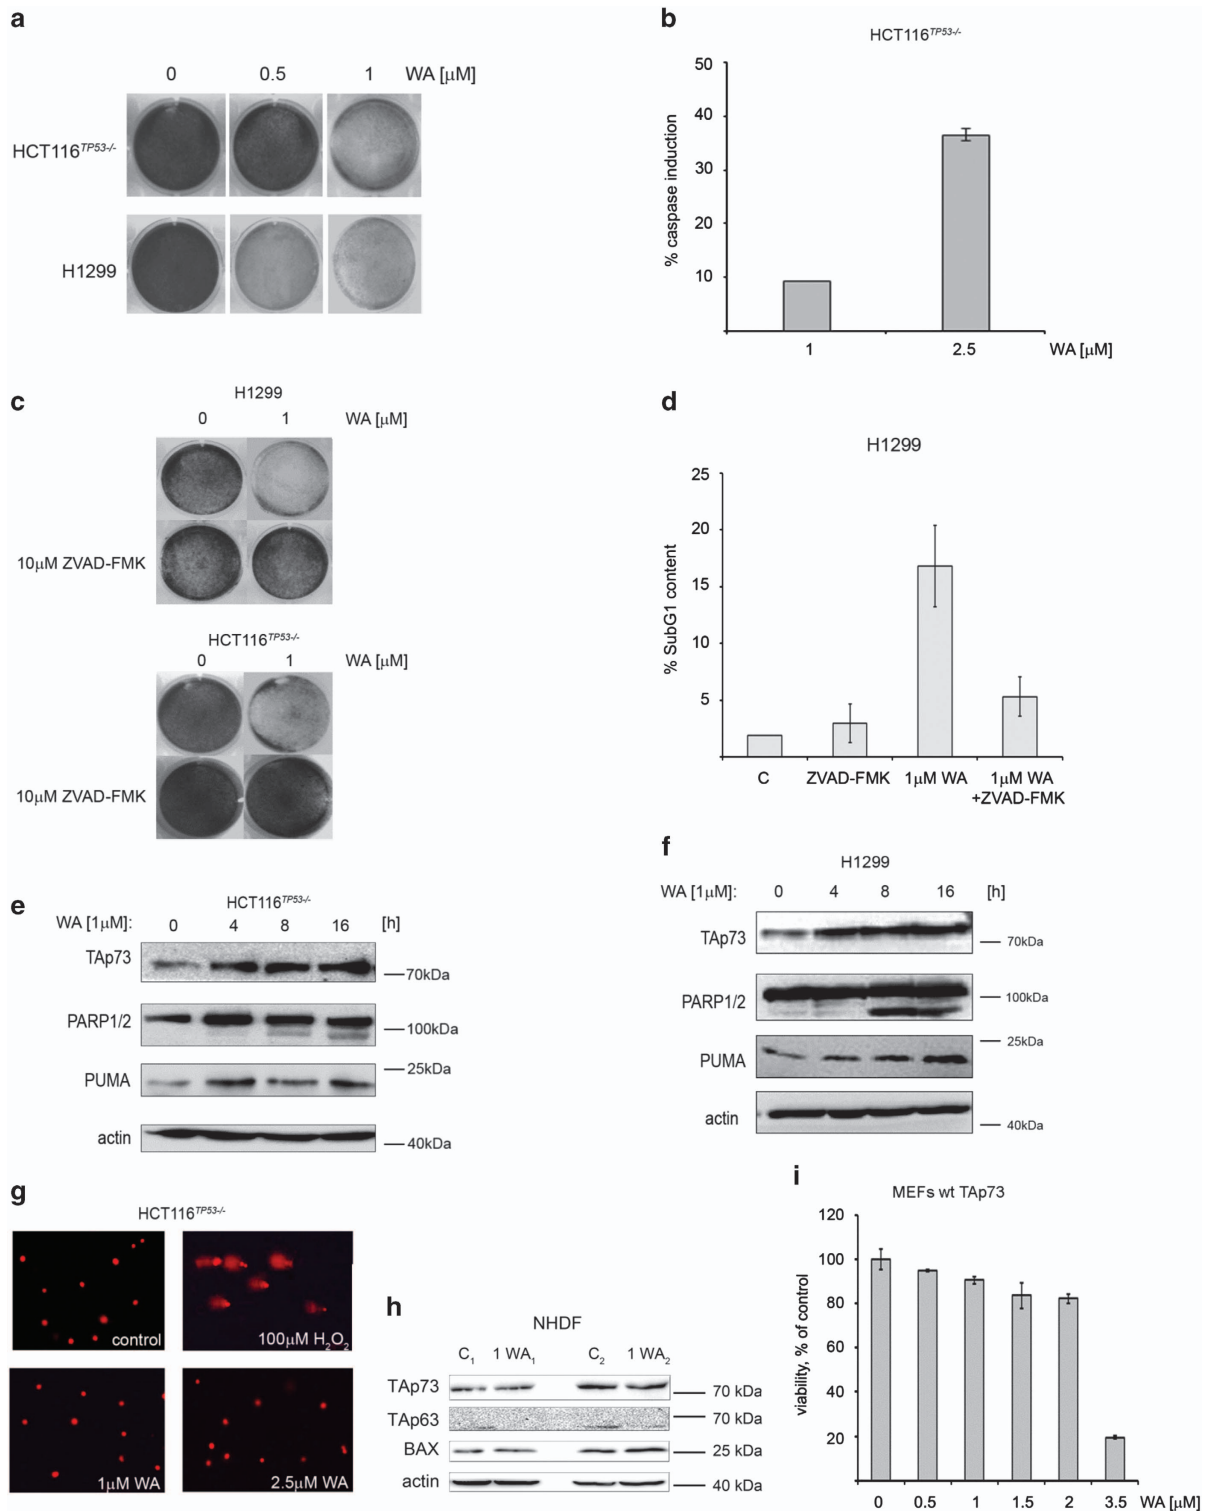 a
0 0.5 1 WA [μM]
HCT116TP53-/-
H1299
b
HCT116TP53-/-
% caspase induction
50
40
30
20
10
1 2.5 WA [μM]
c
H1299
0 1 WA [μM]
10μM ZVAD-FMK
HCT116TP53-/-
0 1 WA [μM]
10μM ZVAD-FMK
d
H1299
% SubG1 content
25
20
15
10
5
C ZVAD-FMK 1μM WA 1μM WA
+ZVAD-FMK
e
HCT116TP53-/-
WA [1μM]: 0 4 8 16 [h]
TAp73
70kDa
PARP1/2
100kDa
PUMA
25kDa
actin
40kDa
f
H1299
WA [1μM]: 0 4 8 16 [h]
TAp73
70kDa
PARP1/2
100kDa
25kDa
PUMA
actin
40kDa
g
HCT116TP53-/-
control
100μM H2O2
1μM WA
2.5μM WA
h
NHDF
C1 1 WA1 C2 1 WA2
TAp73 70 kDa
TAp63 70 kDa
BAX 25 kDa
actin 40 kDa
i
MEFs wt TAp73
viability, % of control
120
100
80
60
40
20
0 0.5 1 1.5 2 3.5 WA [μM]